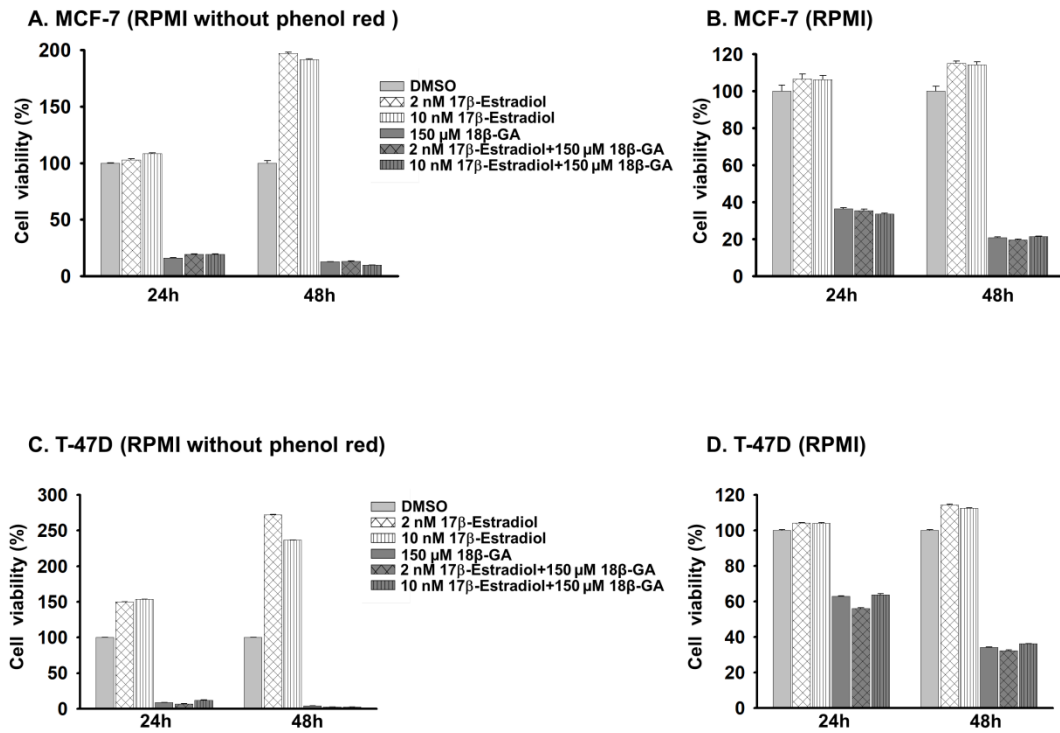 A. MCF-7 (RPMI without phenol red )
Cell viability (%)
200
150
100
50
0
24h
48h
DMSO
2 nM 17β-Estradiol
10 nM 17β-Estradiol
150 µM 18β-GA
2 nM 17β-Estradiol+150 µM 18β-GA
10 nM 17β-Estradiol+150 µM 18β-GA
B. MCF-7 (RPMI)
Cell viability (%)
120
100
80
60
40
20
0
24h
48h
C. T-47D (RPMI without phenol red)
Cell viability (%)
300
250
200
150
100
50
0
24h
48h
DMSO
2 nM 17β-Estradiol
10 nM 17β-Estradiol
150 µM 18β-GA
2 nM 17β-Estradiol+150 µM 18β-GA
10 nM 17β-Estradiol+150 µM 18β-GA
D. T-47D (RPMI)
Cell viability (%)
120
100
80
60
40
20
0
24h
48h